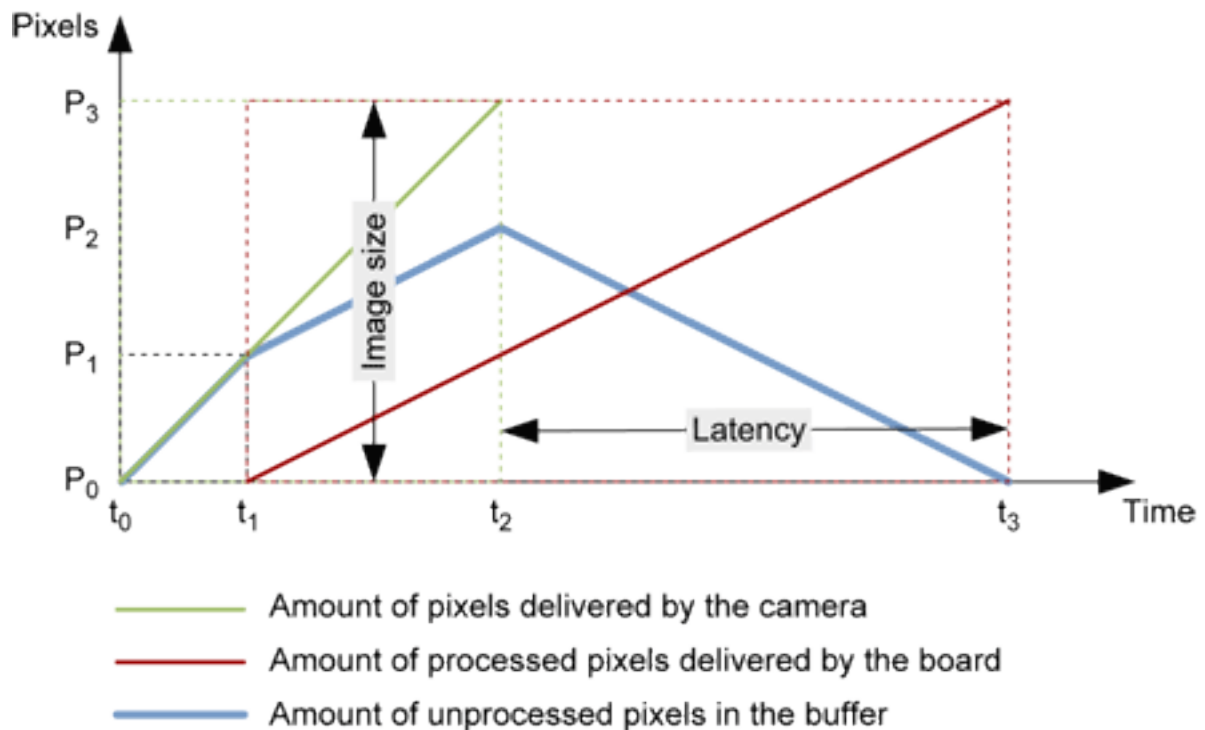 Pixels
P3
P2
P1
P0
Image size
Latency
t0
t1
t2
t3
Time
Amount of pixels delivered by the camera
Amount of processed pixels delivered by the board
Amount of unprocessed pixels in the buffer